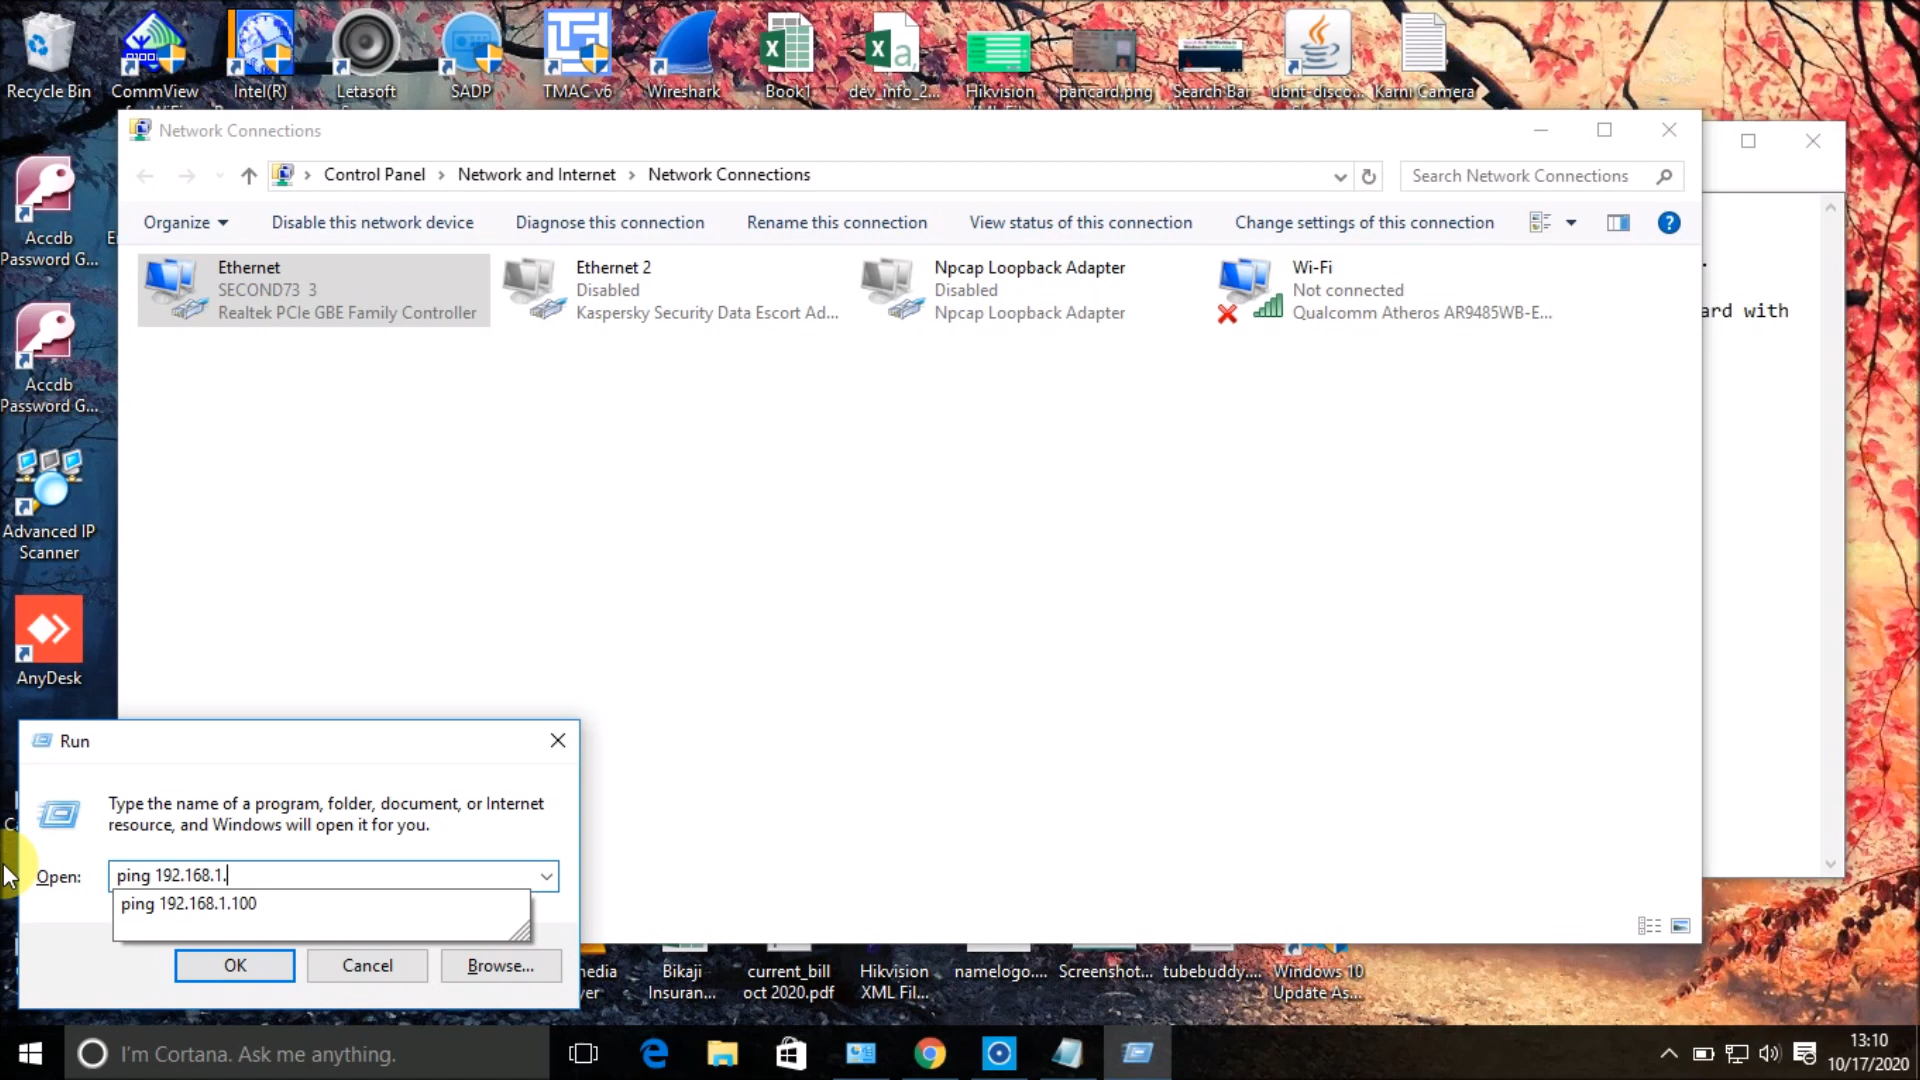 Recycle Bin
CommView
Intel(R)
Letasoft
SADP
TMAC v6
Wireshark
Book1
dev_info_2...
Hikvision
pancard.png
Search Bar
ubnt-disco...
Karni Camera
Network Connections
Control Panel
Network and Internet
Network Connections
Search Network Connections
Organize
Disable this network device
Diagnose this connection
Rename this connection
View status of this connection
Change settings of this connection
Ethernet
SECOND73 3
Realtek PCIe GBE Family Controller
Ethernet 2
Disabled
Kaspersky Security Data Escort Ad...
Npcap Loopback Adapter
Disabled
Npcap Loopback Adapter
Wi-Fi
Not connected
Qualcomm Atheros AR9485WB-E...
ard with
Accdb
Password G...
Accdb
Password G...
Advanced IP
Scanner
AnyDesk
Run
Type the name of a program, folder, document, or Internet
resource, and Windows will open it for you.
Open:
ping 192.168.1.
ping 192.168.1.100
OK
Cancel
Browse...
Bikaji
Insuran...
current_bill
oct 2020.pdf
Hikvision
XML Fil...
namelogo....
Screenshot...
tubebuddy....
Windows 10
Update As...
I'm Cortana. Ask me anything.
13:10
10/17/2020